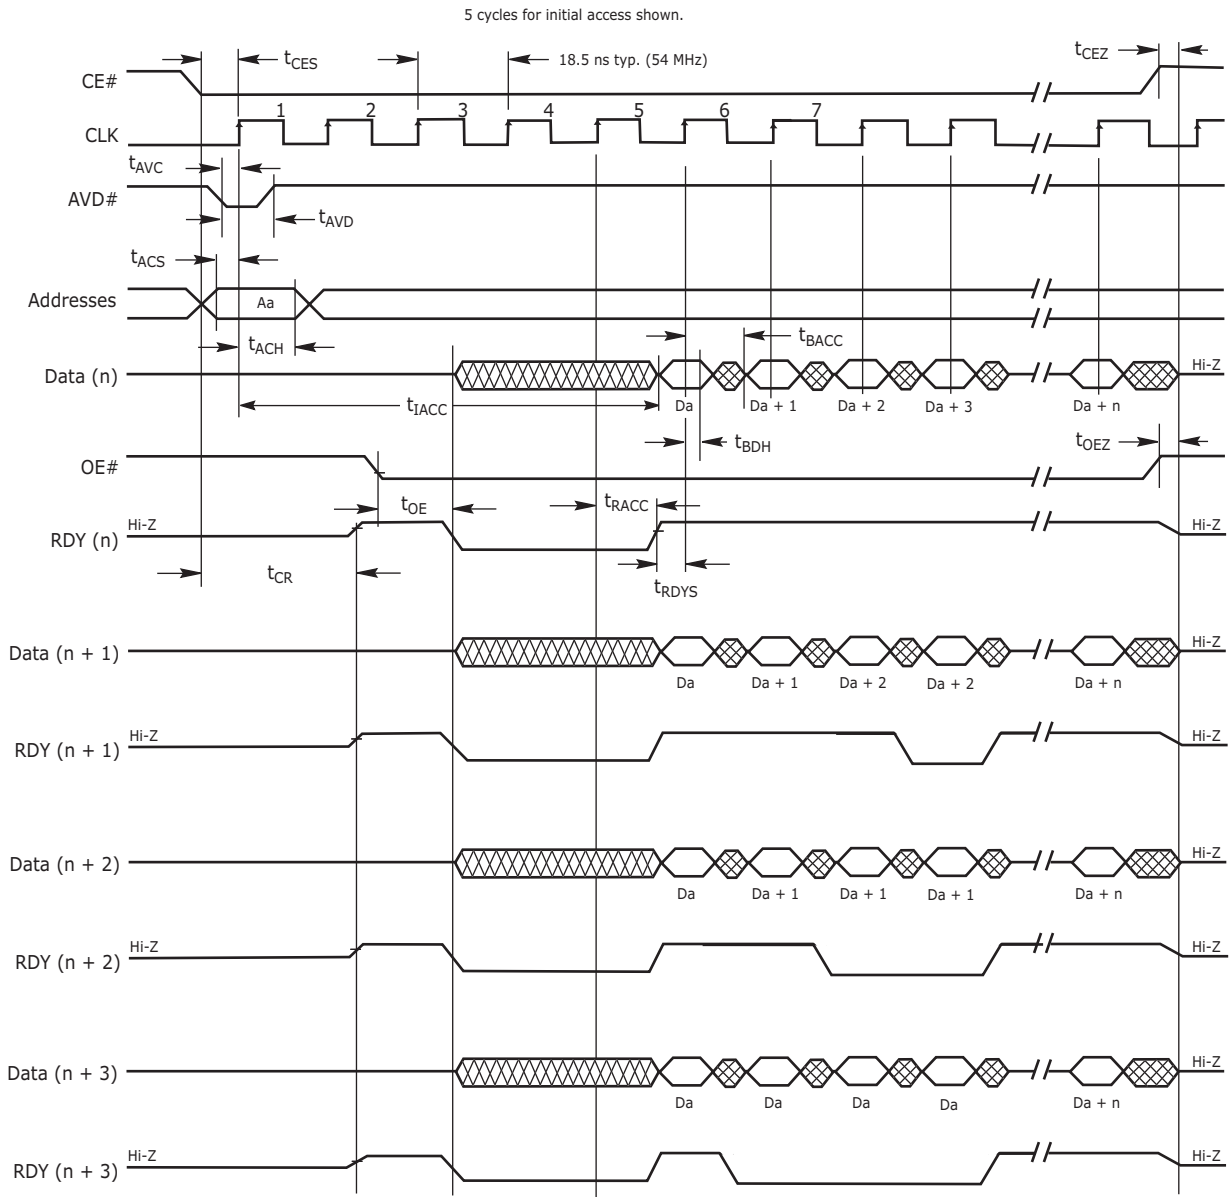 5 cycles for initial access shown.
tCES
18.5 ns typ. (54 MHz)
tCEZ
CE#
1 2 3 4 5 6 7
CLK
tAVC
AVD#
tAVD
tACS
Addresses
Aa
tACH
tBACC
Data (n)
Hi-Z
tIACC
Da Da + 1 Da + 2 Da + 3 Da + n
tBDH
tOEZ
OE#
tOE
tRACC
Hi-Z
RDY (n)
Hi-Z
tCR
tRDYS
Data (n + 1)
Hi-Z
Da Da + 1 Da + 2 Da + 2 Da + n
RDY (n + 1)
Hi-Z
Hi-Z
Data (n + 2)
Hi-Z
Da Da + 1 Da + 1 Da + 1 Da + n
RDY (n + 2)
Hi-Z
Hi-Z
Data (n + 3)
Hi-Z
Da Da Da Da Da + n
RDY (n + 3)
Hi-Z
Hi-Z